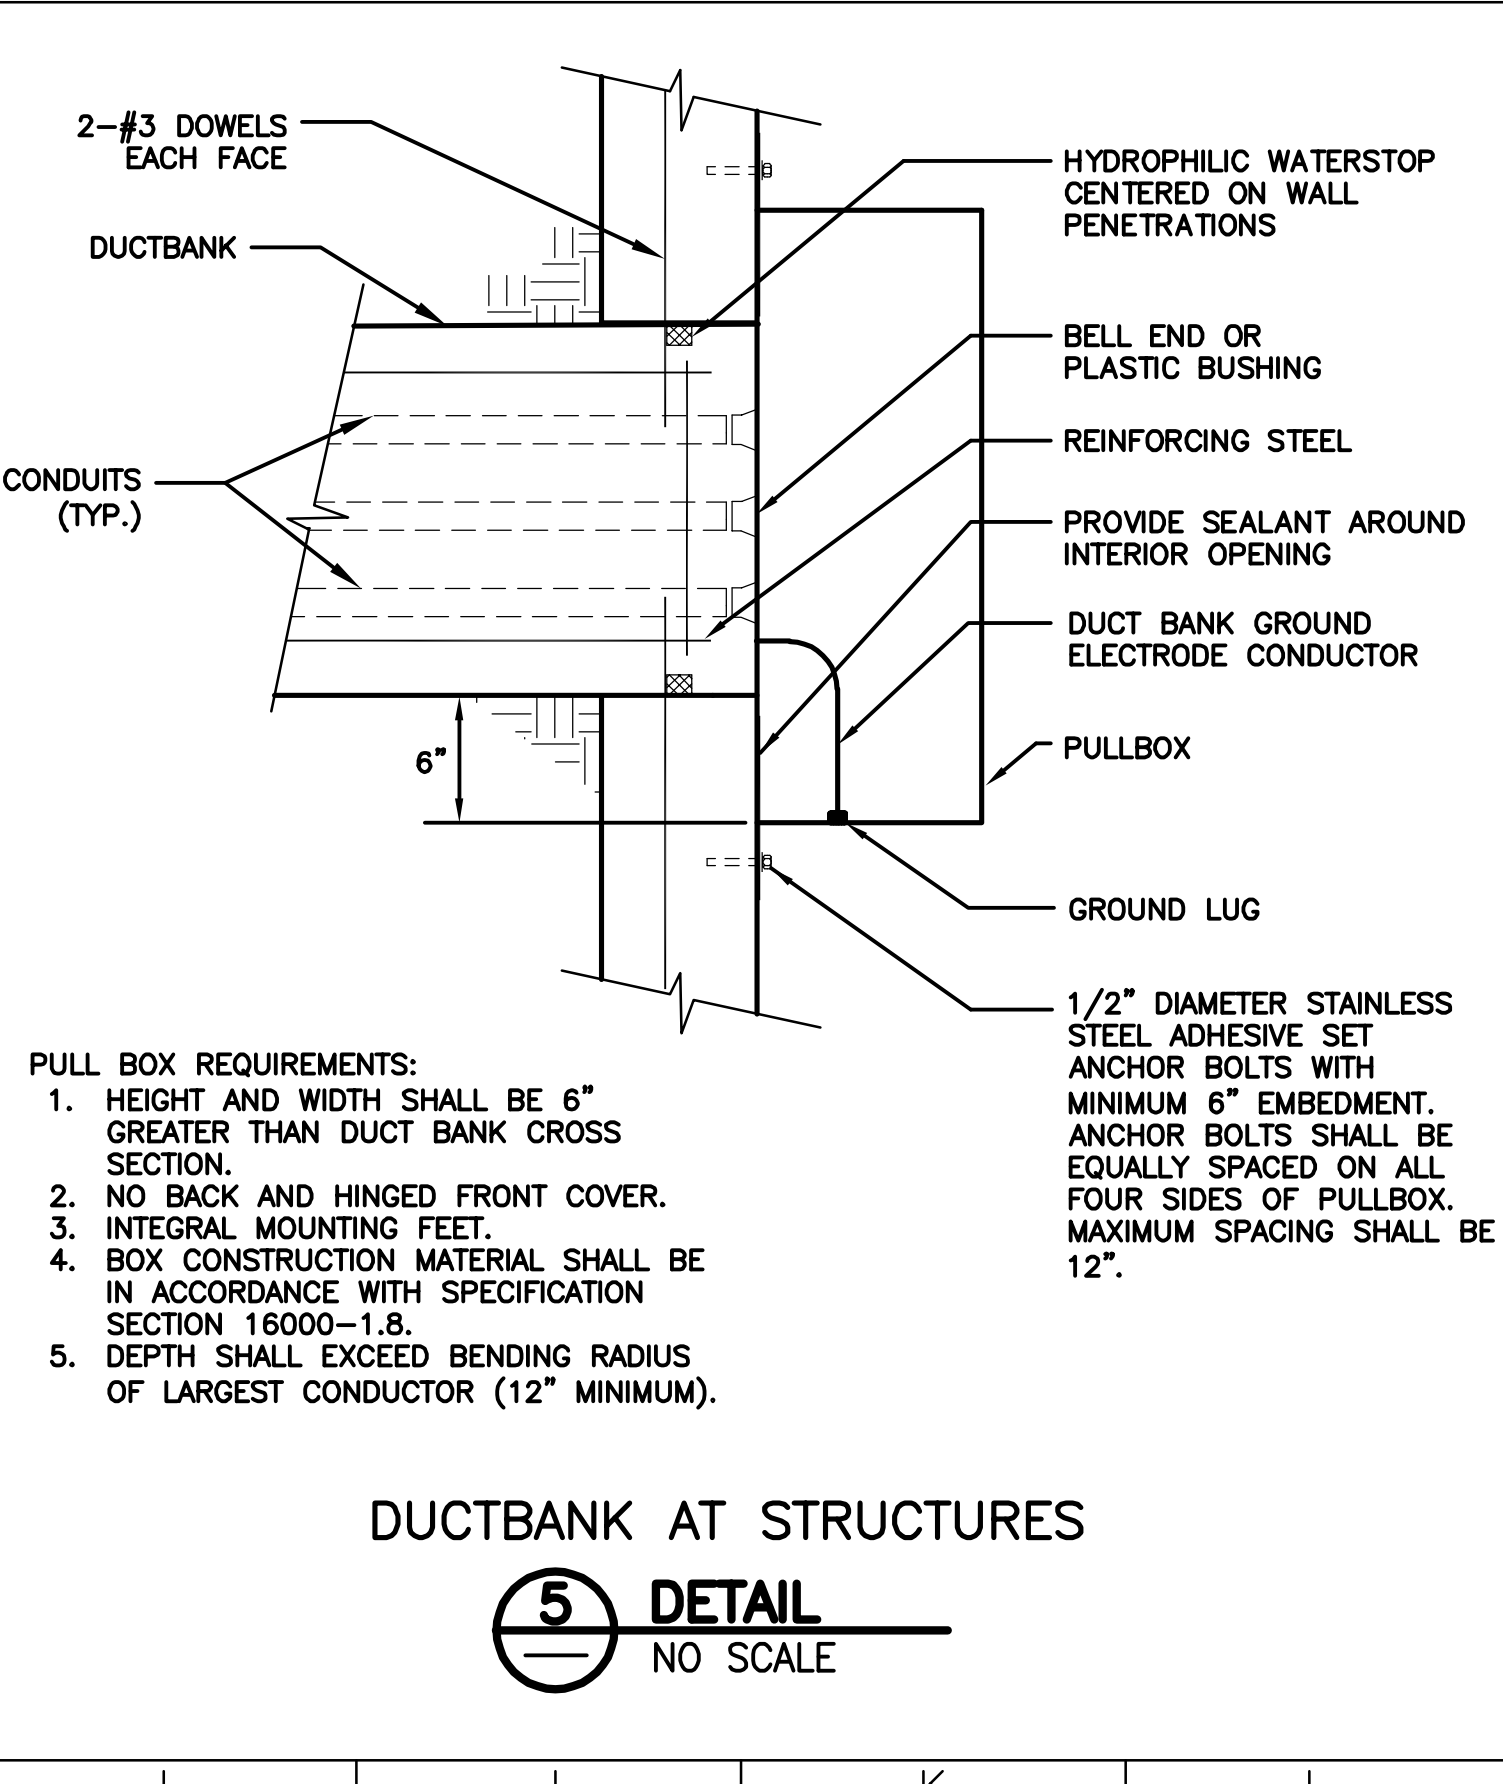 2-#3 DOWELS
EACH FACE
DUCTBANK
CONDUITS
(TYP.)
6"
HYDROPHILIC WATERSTOP
CENTERED ON WALL
PENETRATIONS
BELL END OR
PLASTIC BUSHING
REINFORCING STEEL
PROVIDE SEALANT AROUND
INTERIOR OPENING
DUCT BANK GROUND
ELECTRODE CONDUCTOR
PULLBOX
GROUND LUG
1/2" DIAMETER STAINLESS
STEEL ADHESIVE SET
ANCHOR BOLTS WITH
MINIMUM 6" EMBEDMENT.
ANCHOR BOLTS SHALL BE
EQUALLY SPACED ON ALL
FOUR SIDES OF PULLBOX.
MAXIMUM SPACING SHALL BE
12".
PULL BOX REQUIREMENTS:
1. HEIGHT AND WIDTH SHALL BE 6"
GREATER THAN DUCT BANK CROSS
SECTION.
2. NO BACK AND HINGED FRONT COVER.
3. INTEGRAL MOUNTING FEET.
4. BOX CONSTRUCTION MATERIAL SHALL BE
IN ACCORDANCE WITH SPECIFICATION
SECTION 16000-1.8.
5. DEPTH SHALL EXCEED BENDING RADIUS
OF LARGEST CONDUCTOR (12" MINIMUM).
DUCTBANK AT STRUCTURES
5 DETAIL
NO SCALE